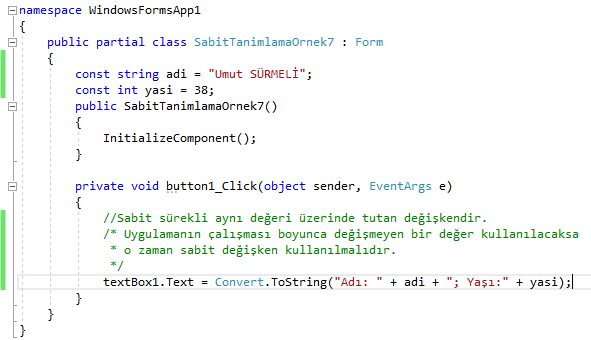 namespace WindowsFormsApp1
{
    public partial class SabitTanimlamaOrnek7 : Form
    {
        const string adi = "Umut SÜRMELİ";
        const int yasi = 38;
        public SabitTanimlamaOrnek7()
        {
            InitializeComponent();
        }

        private void button1_Click(object sender, EventArgs e)
        {
            //Sabit sürekli aynı değeri üzerinde tutan değişkendir.
            /* Uygulamanın çalışması boyunca değişmeyen bir değer kullanılacaksa
             * o zaman sabit değişken kullanılmalıdır.
             */
            textBox1.Text = Convert.ToString("Adı: " + adi + "; Yaşı:" + yasi);
        }
    }
}